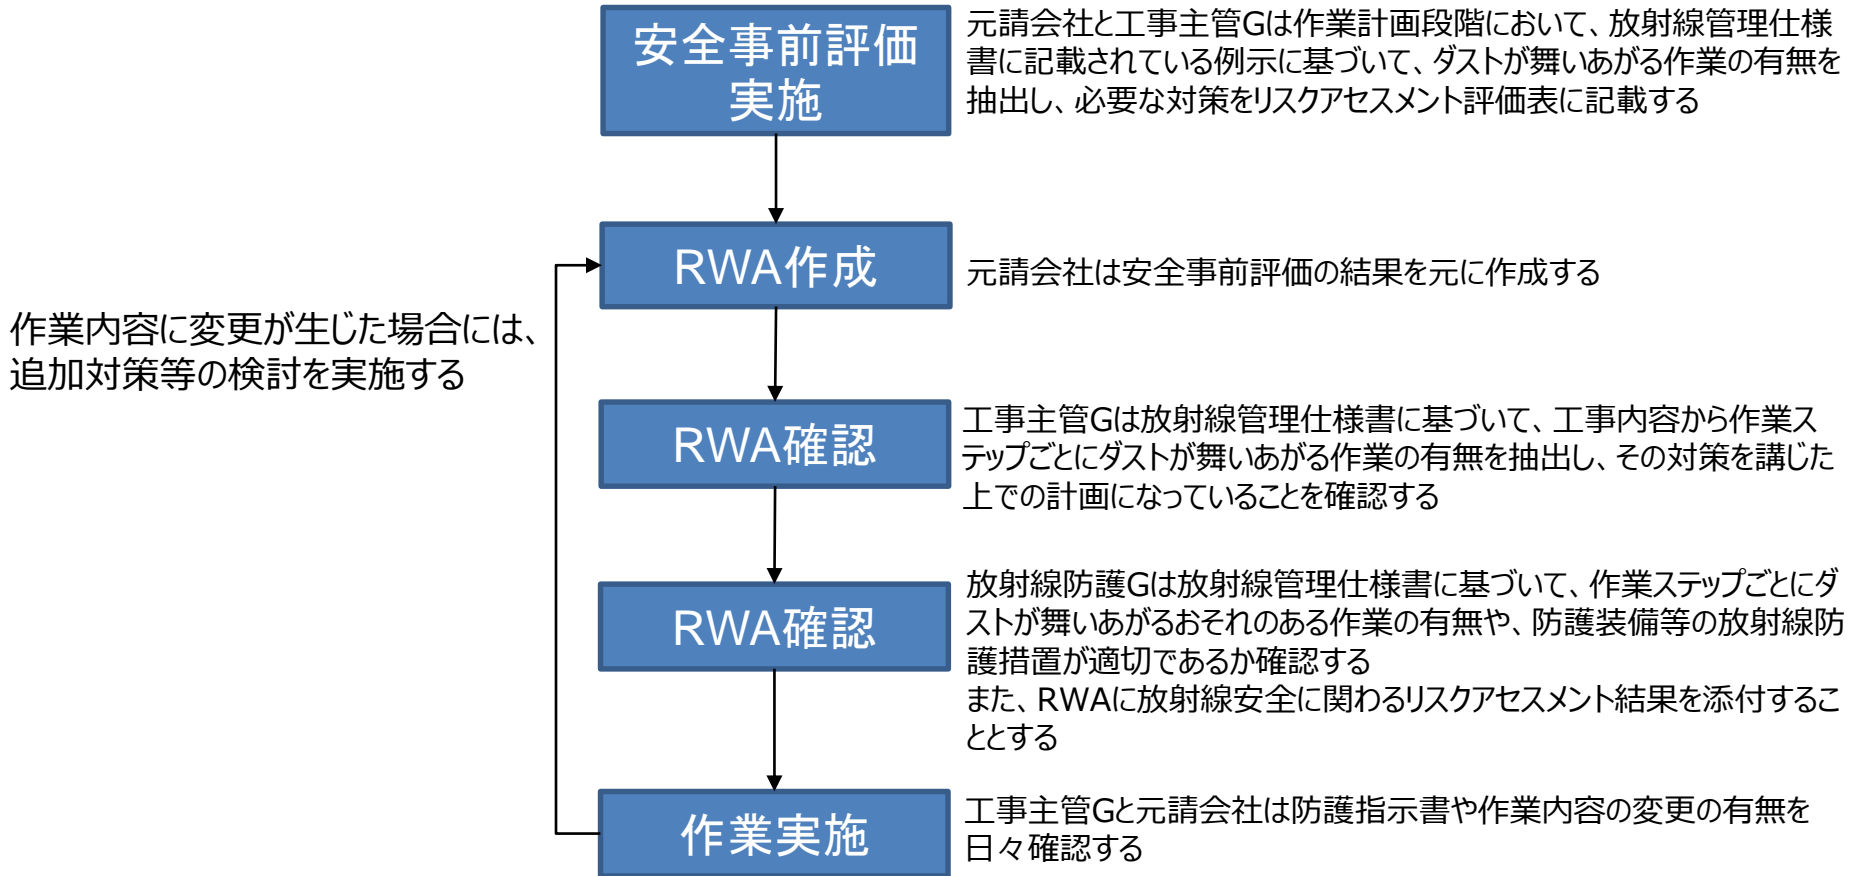 安全事前評価
実施
元請会社と工事主管Gは作業計画段階において、放射線管理仕様
書に記載されている例示に基づいて、ダストが舞いあがる作業の有無を
抽出し、必要な対策をリスクアセスメント評価表に記載する
RWA作成
元請会社は安全事前評価の結果を元に作成する
作業内容に変更が生じた場合には、
追加対策等の検討を実施する
RWA確認
工事主管Gは放射線管理仕様書に基づいて、工事内容から作業ス
テップごとにダストが舞いあがる作業の有無を抽出し、その対策を講じた
上での計画になっていることを確認する
RWA確認
放射線防護Gは放射線管理仕様書に基づいて、作業ステップごとにダ
ストが舞いあがるおそれのある作業の有無や、防護装備等の放射線防
護措置が適切であるか確認する
また、RWAに放射線安全に関わるリスクアセスメント結果を添付するこ
ととする
作業実施
工事主管Gと元請会社は防護指示書や作業内容の変更の有無を
日々確認する